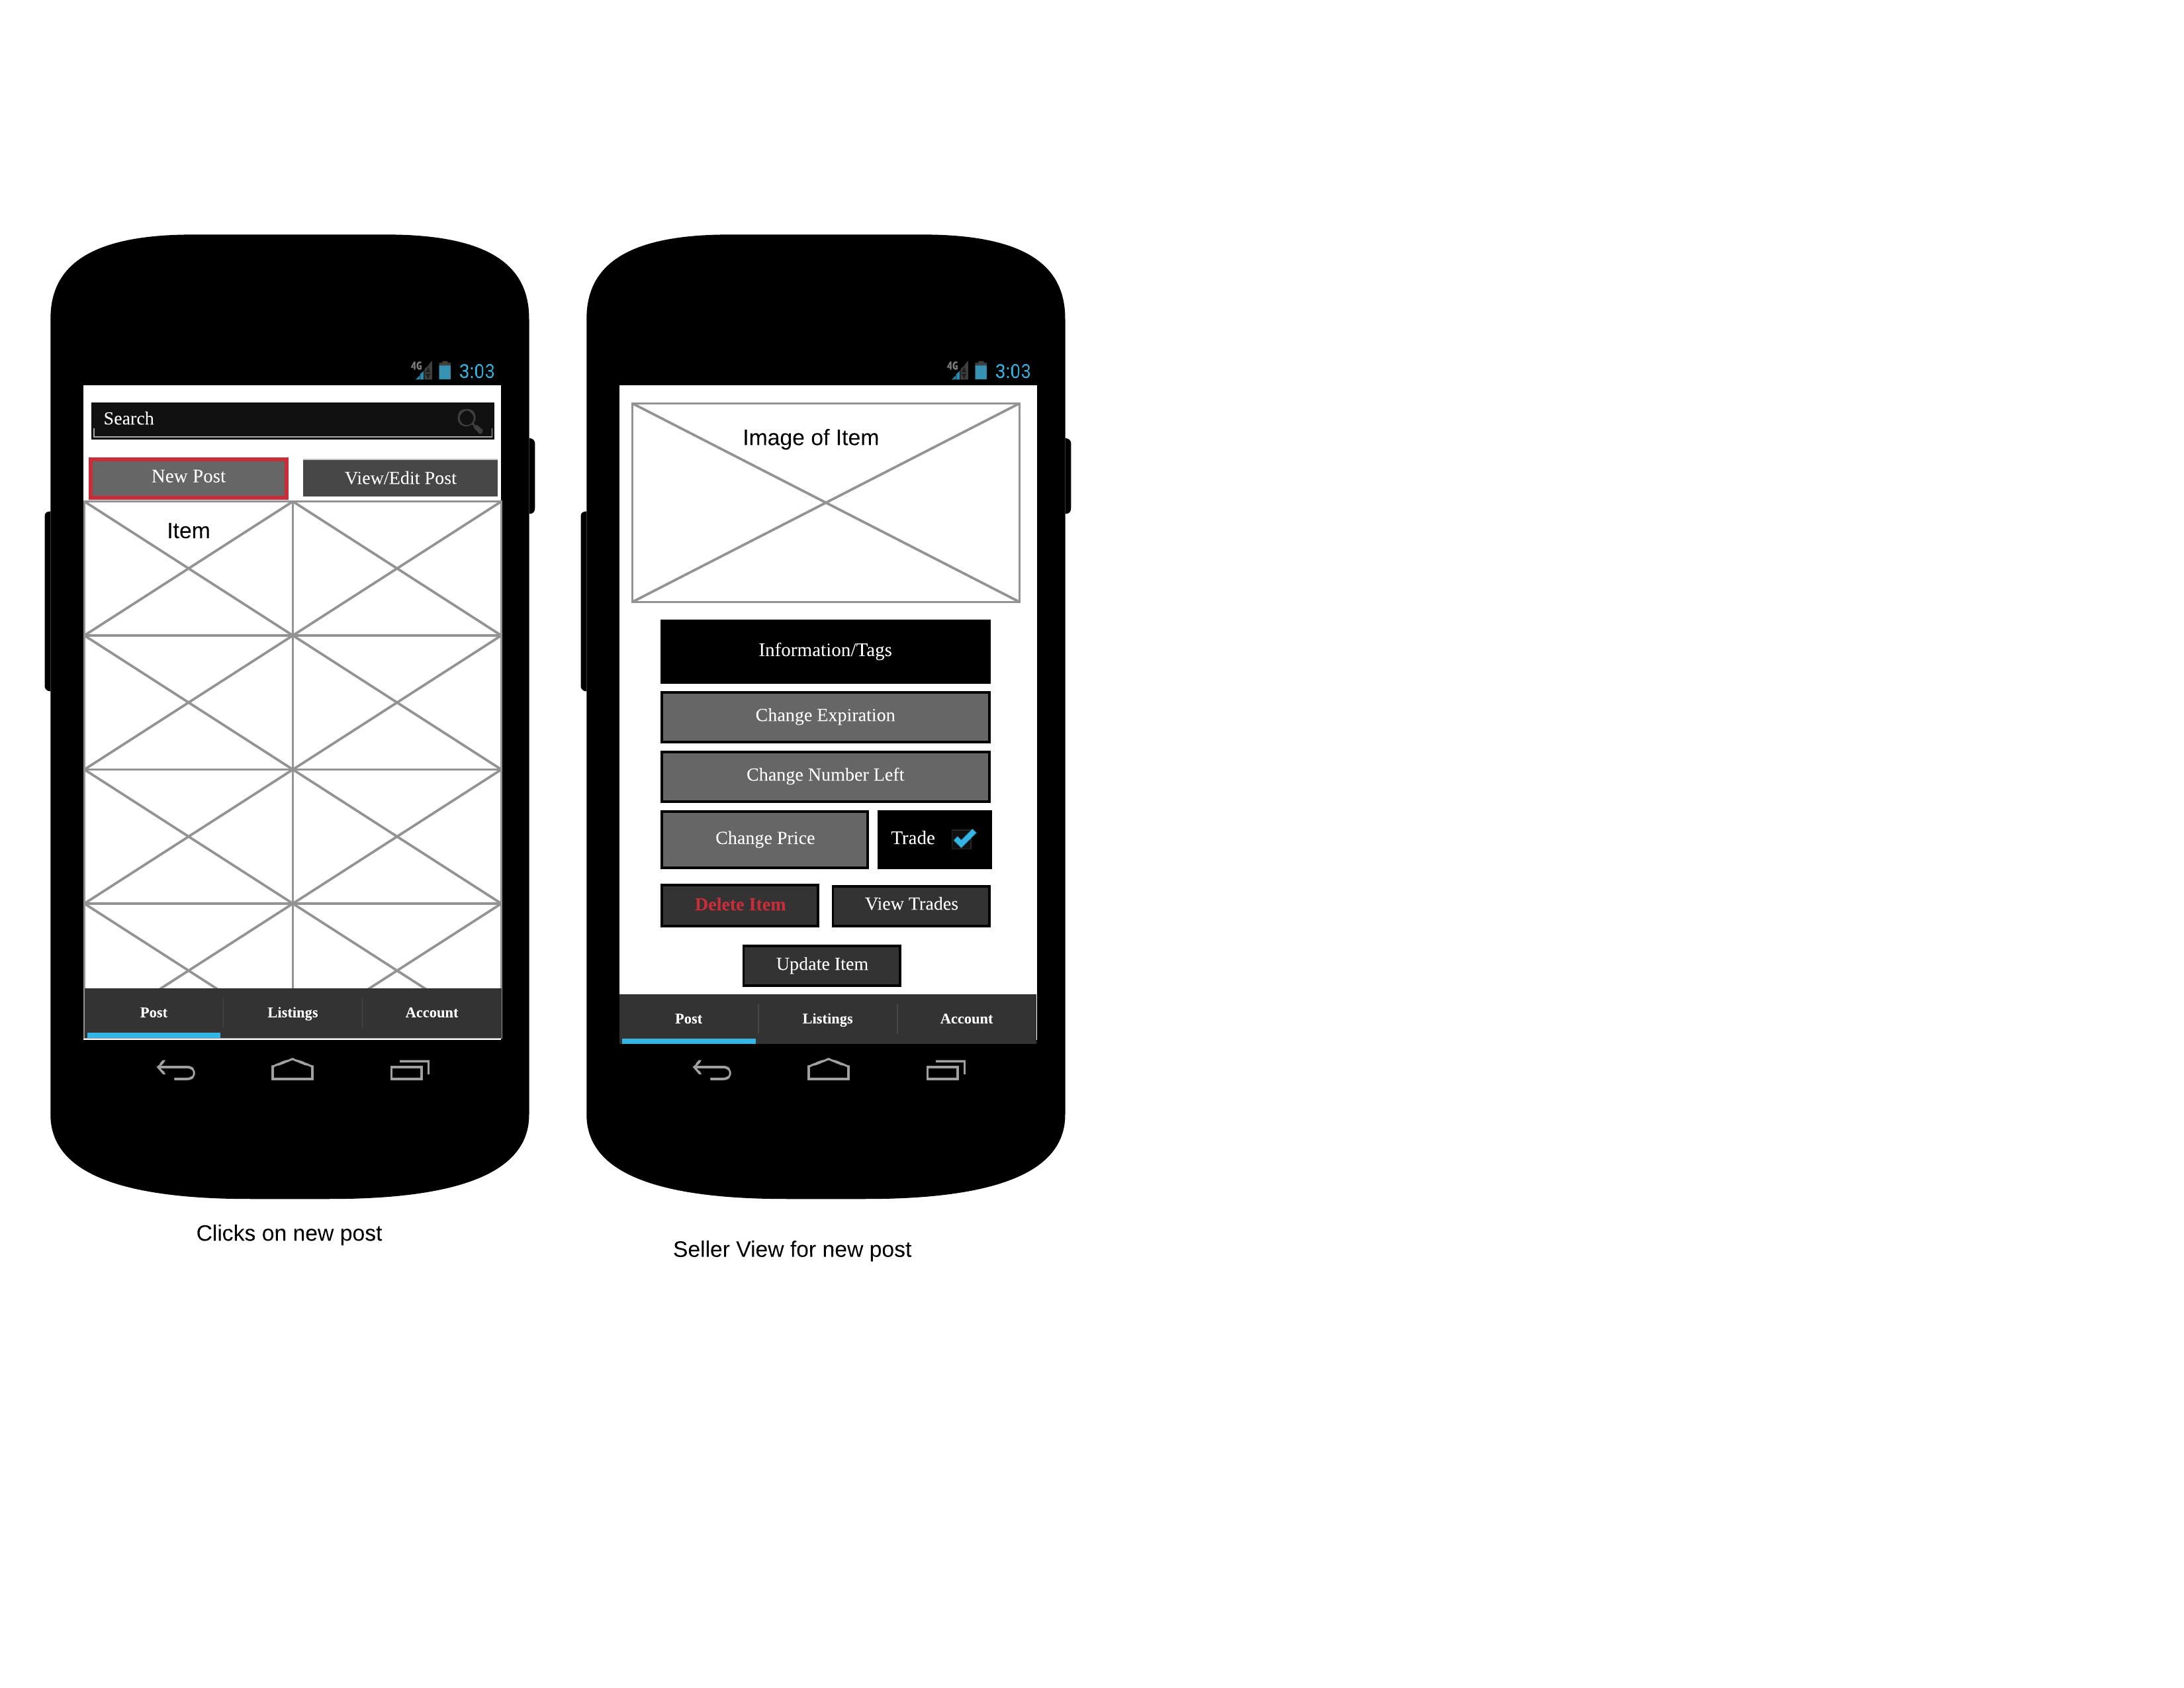 4G 3:03
Search
New Post
View/Edit Post
Item
Post Listings Account
Clicks on new post
4G 3:03
Image of Item
Information/Tags
Change Expiration
Change Number Left
Change Price
Trade
Delete Item
View Trades
Update Item
Post Listings Account
Seller View for new post